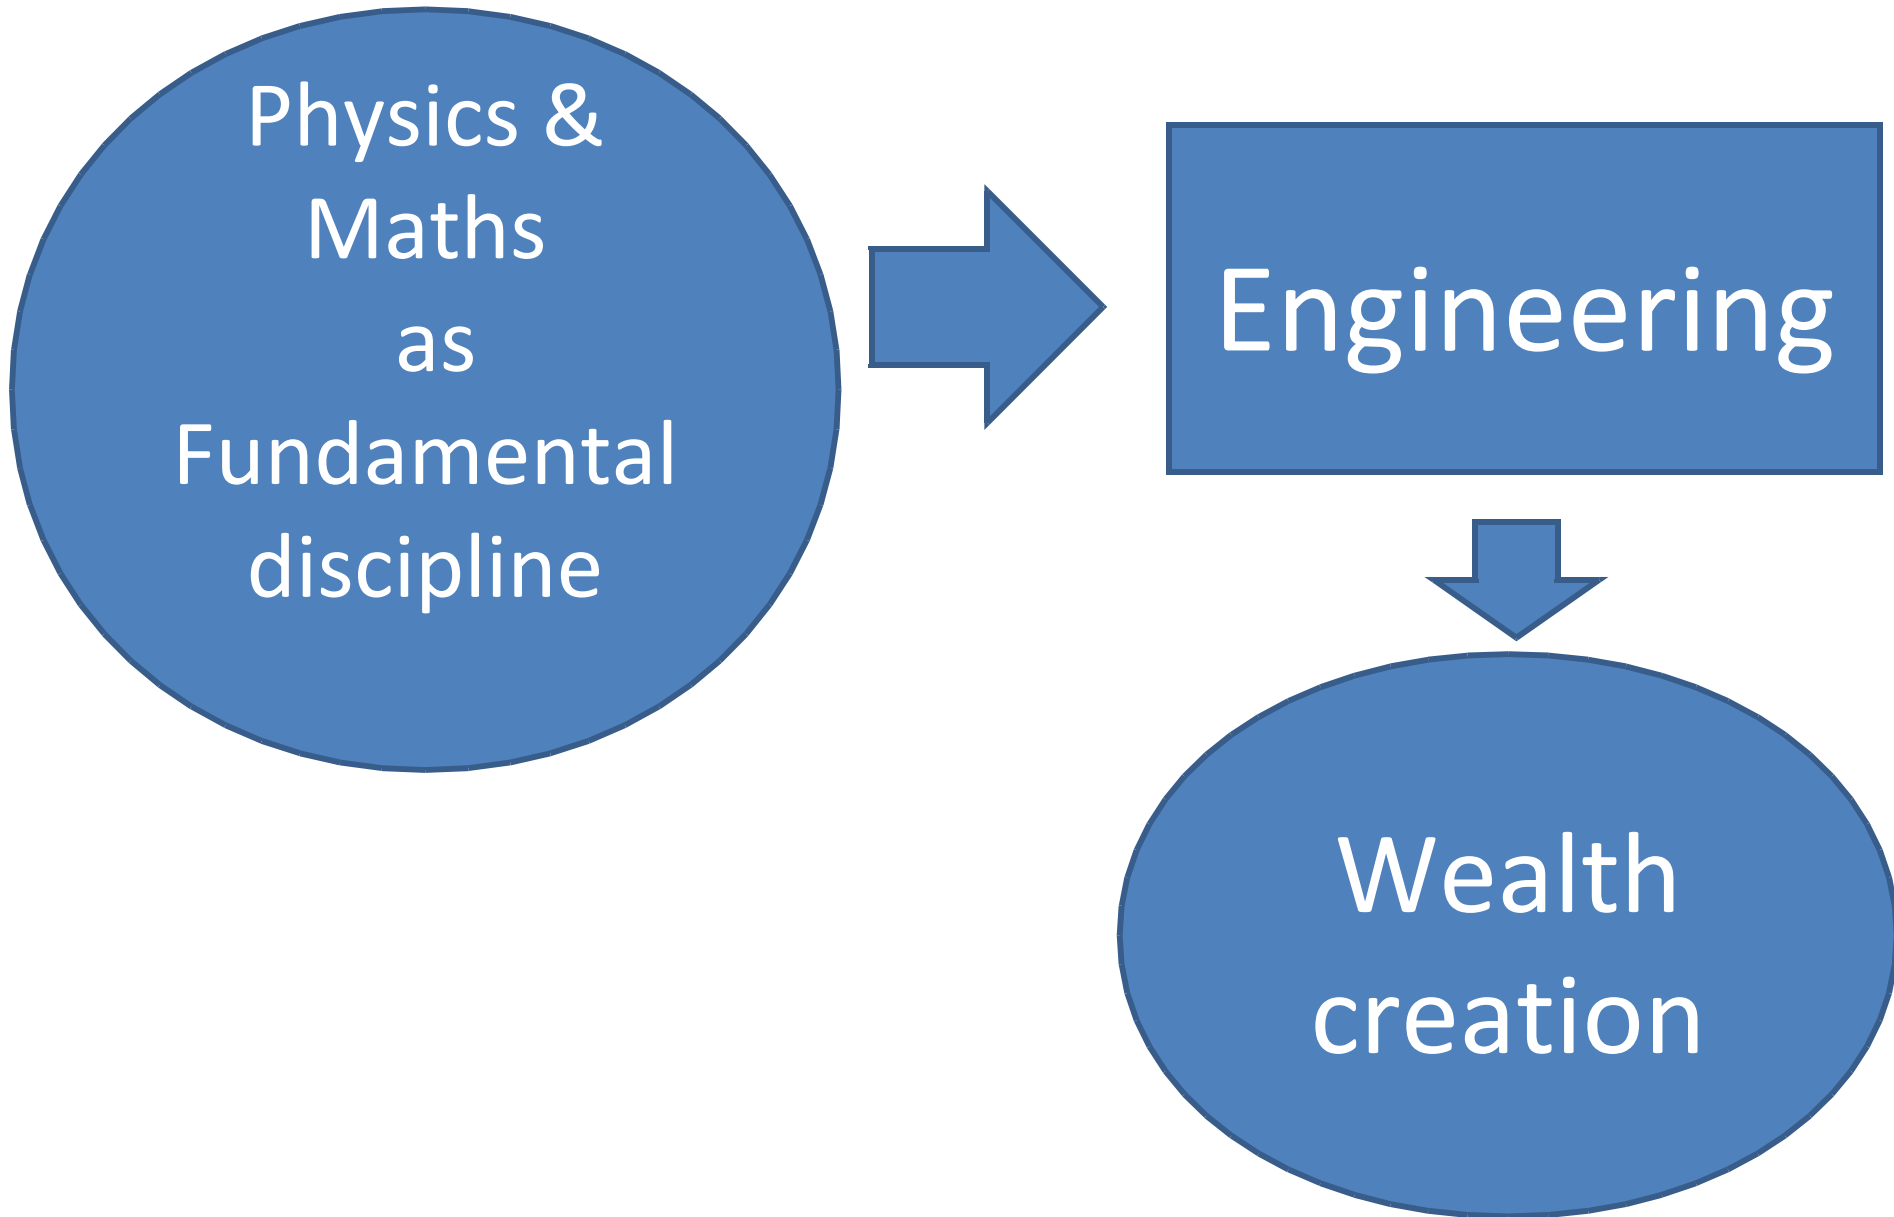 Physics &
Maths
as
Fundamental
discipline
Engineering
Wealth
creation